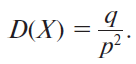 D(X) = q/p².